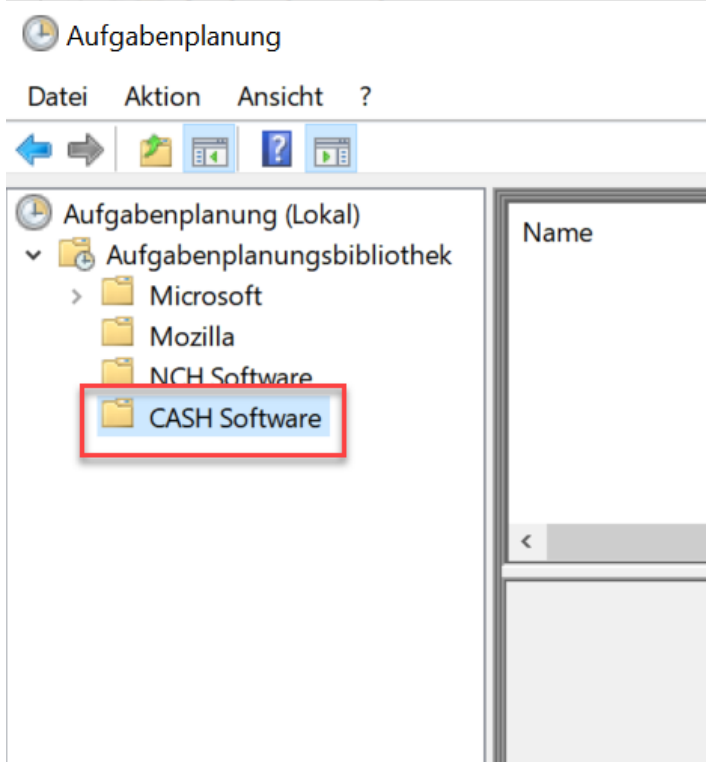 Aufgabenplanung
Datei Aktion Ansicht ?
Aufgabenplanung (Lokal)
Name
Aufgabenplanungsbibliothek
Microsoft
Mozilla
NCH Software
CASH Software